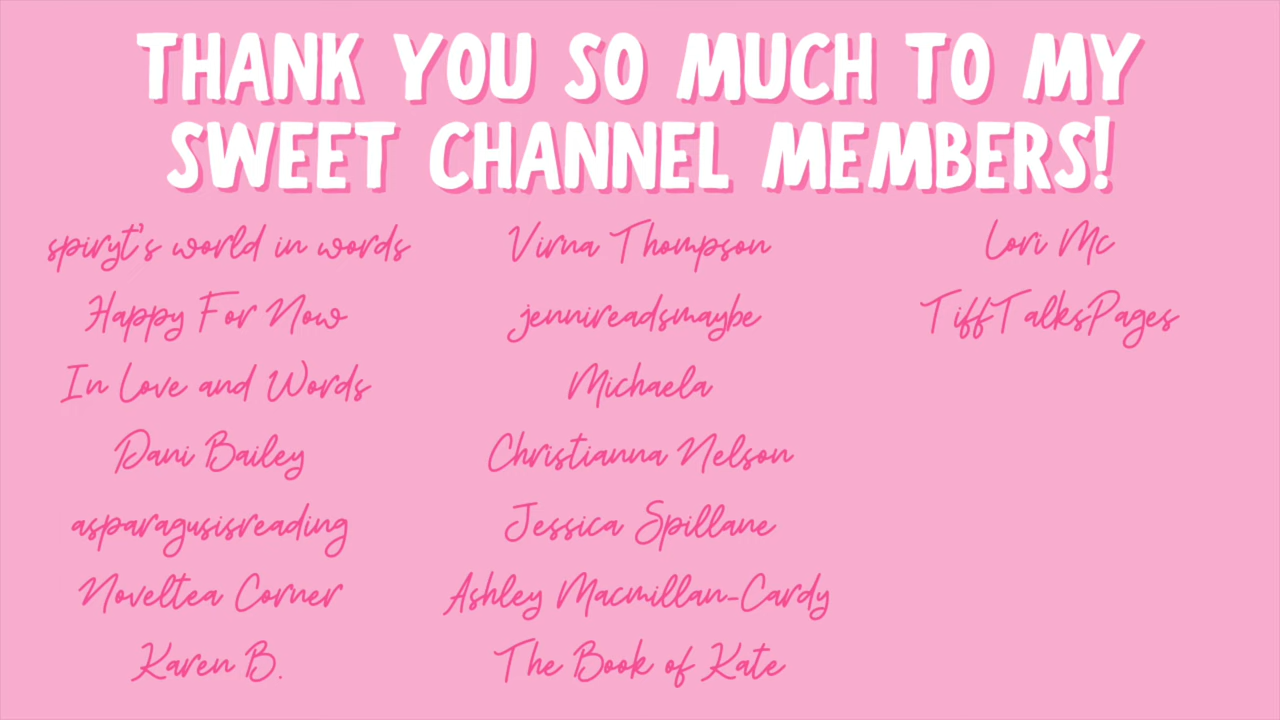 THANK YOU SO MUCH TO MY
SWEET CHANNEL MEMBERS!
spiryt's world in words
Happy For Now
In Love and Words
Dani Bailey
asparagusisreading
Noveltea Corner
Karen B.
Virna Thompson
jennireadsmaybe
Michaela
Christianna Nelson
Jessica Spillane
Ashley Macmillan-Cardy
The Book of Kate
Lori Mc
TiffTalksPages